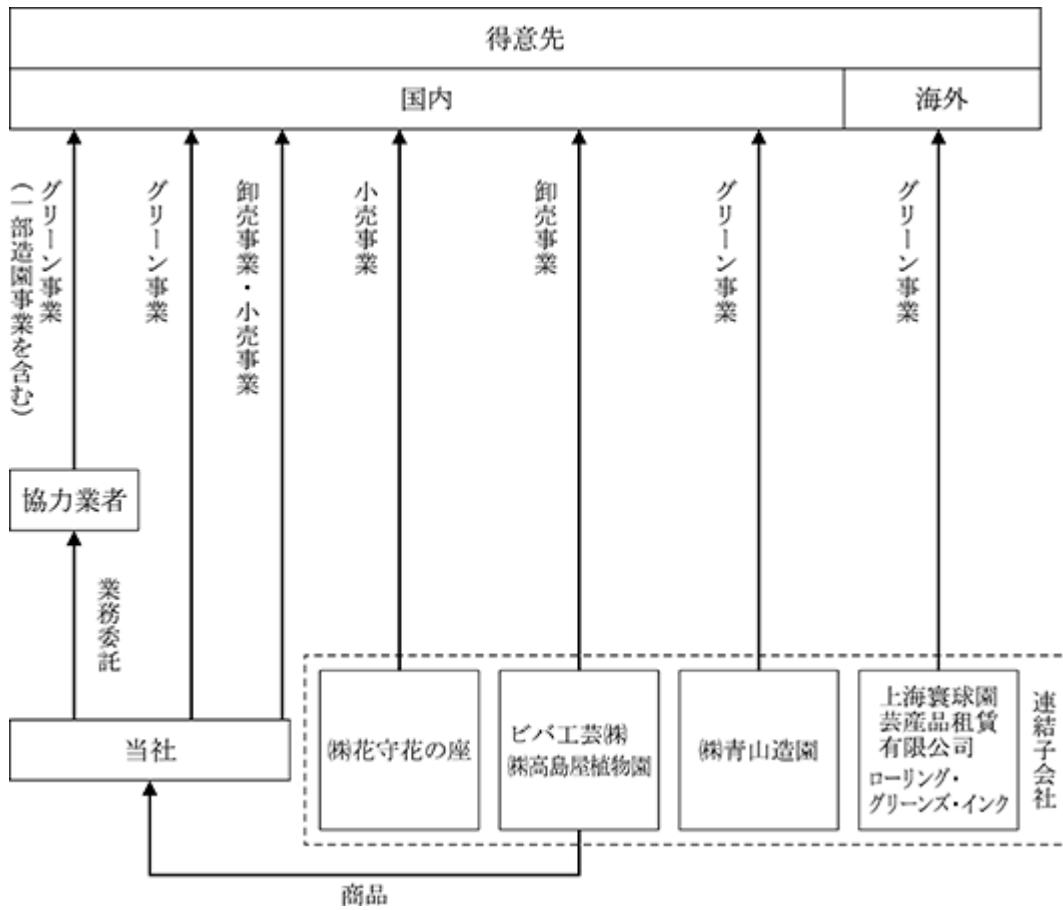 得意先
国内
海外
グリーン事業
(一部造園事業を含む)
グリーン事業
卸売事業・小売事業
小売事業
卸売事業
グリーン事業
グリーン事業
協力業者
業務委託
当社
㈱花守花の座
ビバ工芸㈱
㈱高島屋植物園
㈱青山造園
上海寰球園
芸産品租賃
有限公司
ローリング・
グリーンズ・インク
連結子会社
商品